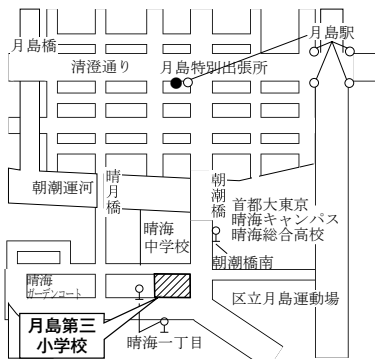 月島橋
月島駅
清澄通り
月島特別出張所
朝潮運河
晴月橋
朝潮橋
首都大東京
晴海キャンパス
晴海総合高校
晴海
中学校
朝潮橋南
晴海
ガーデンコート
区立月島運動場
月島第三
小学校
晴海一丁目